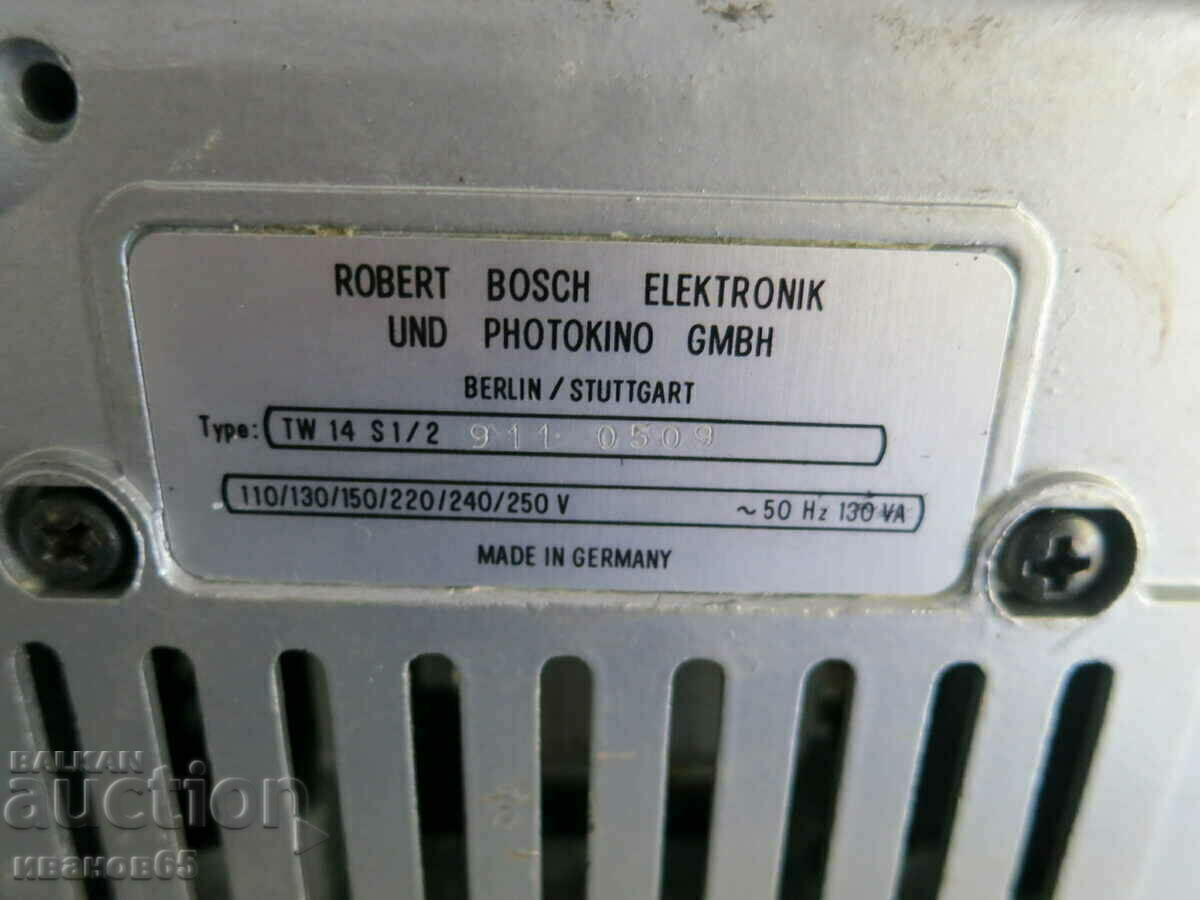 ROBERT BOSCH ELEKTRONIK
UND PHOTOKINO GMBH
BERLIN / STUTTGART
Type: TW 14 S1/2 911 0509
110/130/150/220/240/250 V ~ 50 Hz 130 VA
MADE IN GERMANY
BALKAN
auction
иванов65